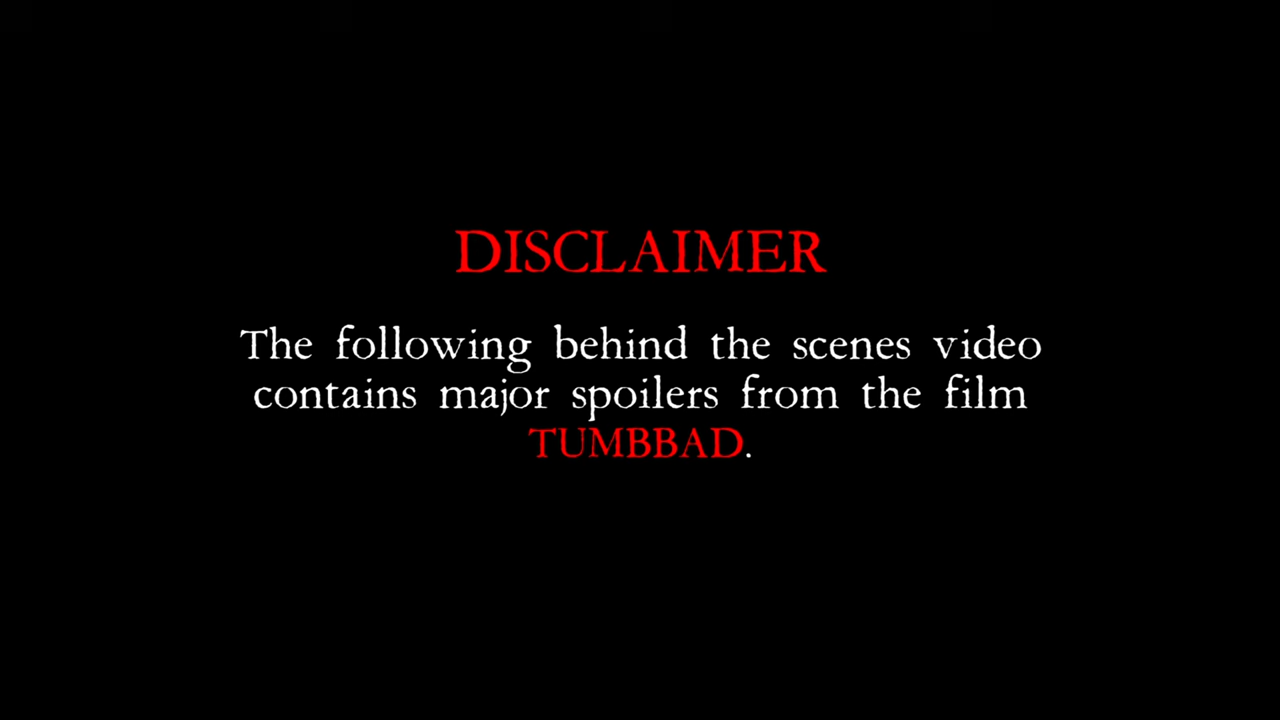 DISCLAIMER
The following behind the scenes video
contains major spoilers from the film
TUMBBAD.